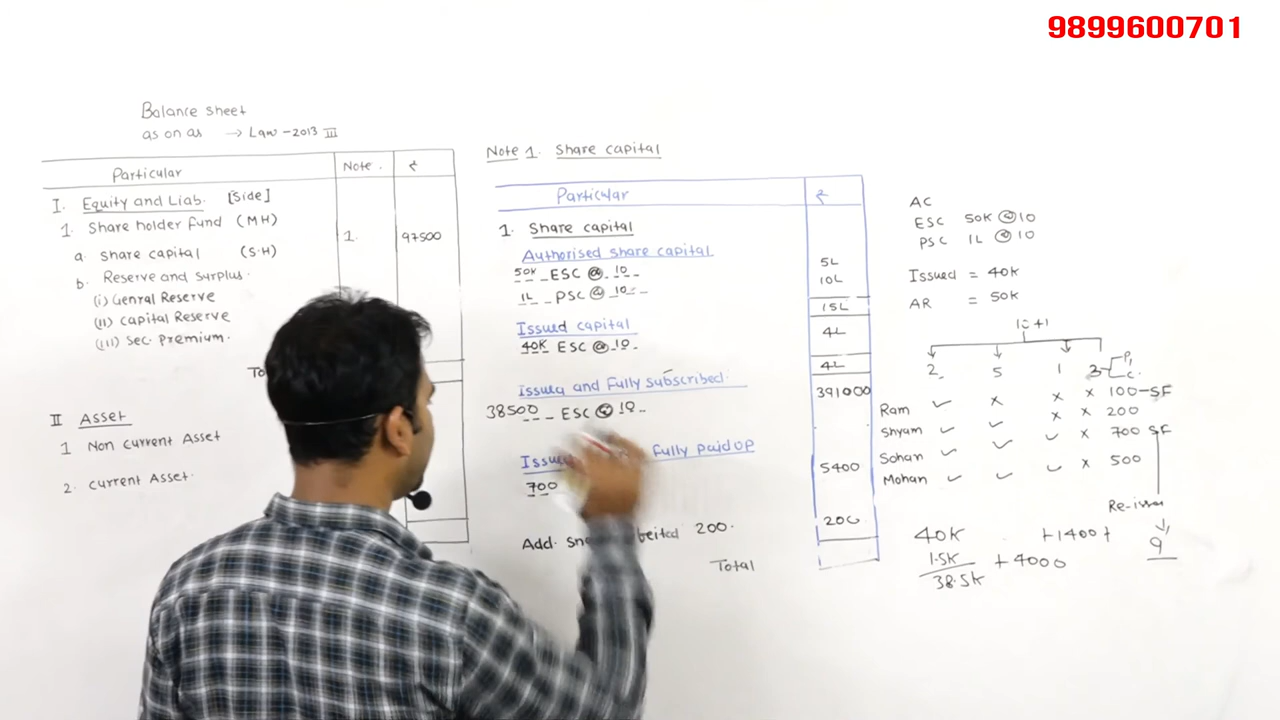 9899600701
Balance sheet
as on as → Law - 2013 III
Particular Note. ₹
I. Equity and Liab. [Side]
1. Share holder fund (MH)
a. share capital (S.H) 1. 97500
b. Reserve and surplus.
(i) Genral Reserve
(ii) Capital Reserve
(iii) Sec. Premium.
II Asset
1 Non current Asset
2. current Asset.
Note 1. Share capital
Particular ₹
1. Share capital
Authorised share capital
50K ESC @ 10 5L
1L PSC @ 10 10L
15L
Issued capital
40K ESC @ 10 4L
4L
Issued and Fully subscribed.
38500 ESC @ 10 391000
Fully paid up
700 5400
Add. 200. 200
Total
AC
ESC 50K @ 10
PSC 1L @ 10
Issued = 40K
AR = 50K
10+1
2 5 1 3 P, C.
Ram ✓ × × × 100 - SF
Shyam ✓ ✓ × × 200
Sohan ✓ ✓ ✓ × 700 SF
Mohan ✓ ✓ ✓ × 500
Re-issue
9
40K +1400+
1.5K + 4000
38.5K